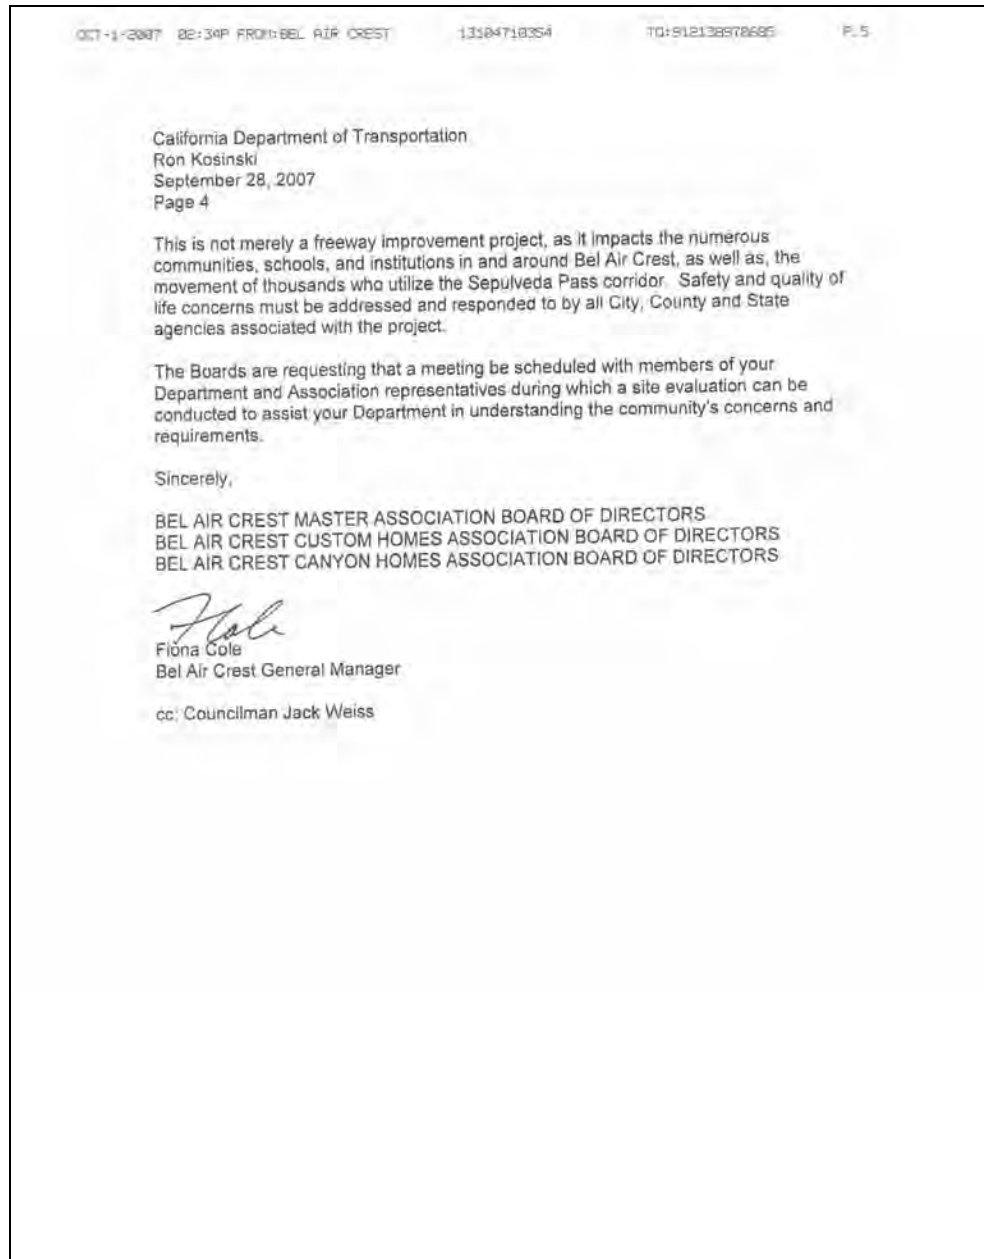 OCT-1-2007 02:34P FROM:BEL AIR CREST 13104710354 TO:912138978685 P.5
California Department of Transportation
Ron Kosinski
September 28, 2007
Page 4
This is not merely a freeway improvement project, as it impacts the numerous
communities, schools, and institutions in and around Bel Air Crest, as well as, the
movement of thousands who utilize the Sepulveda Pass corridor. Safety and quality of
life concerns must be addressed and responded to by all City, County and State
agencies associated with the project.
The Boards are requesting that a meeting be scheduled with members of your
Department and Association representatives during which a site evaluation can be
conducted to assist your Department in understanding the community's concerns and
requirements.
Sincerely,
BEL AIR CREST MASTER ASSOCIATION BOARD OF DIRECTORS
BEL AIR CREST CUSTOM HOMES ASSOCIATION BOARD OF DIRECTORS
BEL AIR CREST CANYON HOMES ASSOCIATION BOARD OF DIRECTORS
FCole
Fiona Cole
Bel Air Crest General Manager
cc: Councilman Jack Weiss